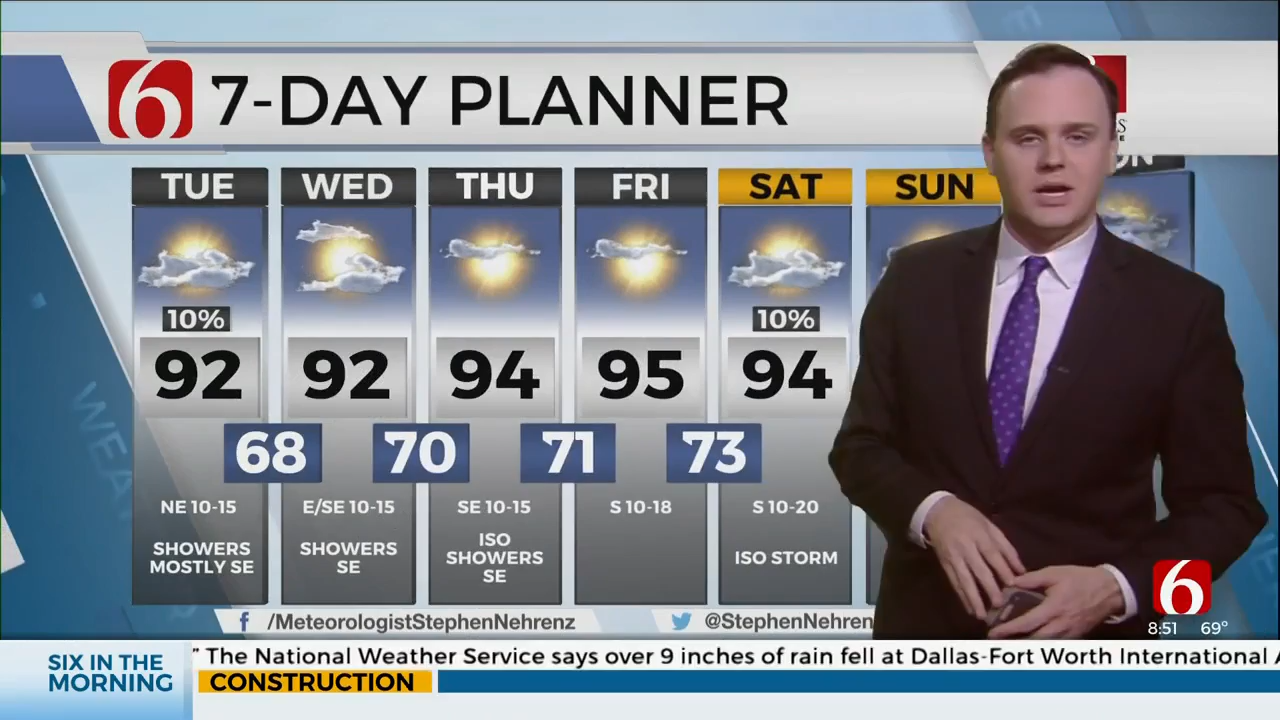 6 7-DAY PLANNER
TUE WED THU FRI SAT SUN
10% 10%
92 92 94 95 94
68 70 71 73
NE 10-15 E/SE 10-15 SE 10-15 S 10-18 S 10-20
SHOWERS
MOSTLY SE
SHOWERS
SE
ISO
SHOWERS
SE
ISO STORM
6
8:51 69°
f /MeteorologistStephenNehrenz @StephenNehren
SIX IN THE
MORNING
" The National Weather Service says over 9 inches of rain fell at Dallas-Fort Worth International
CONSTRUCTION